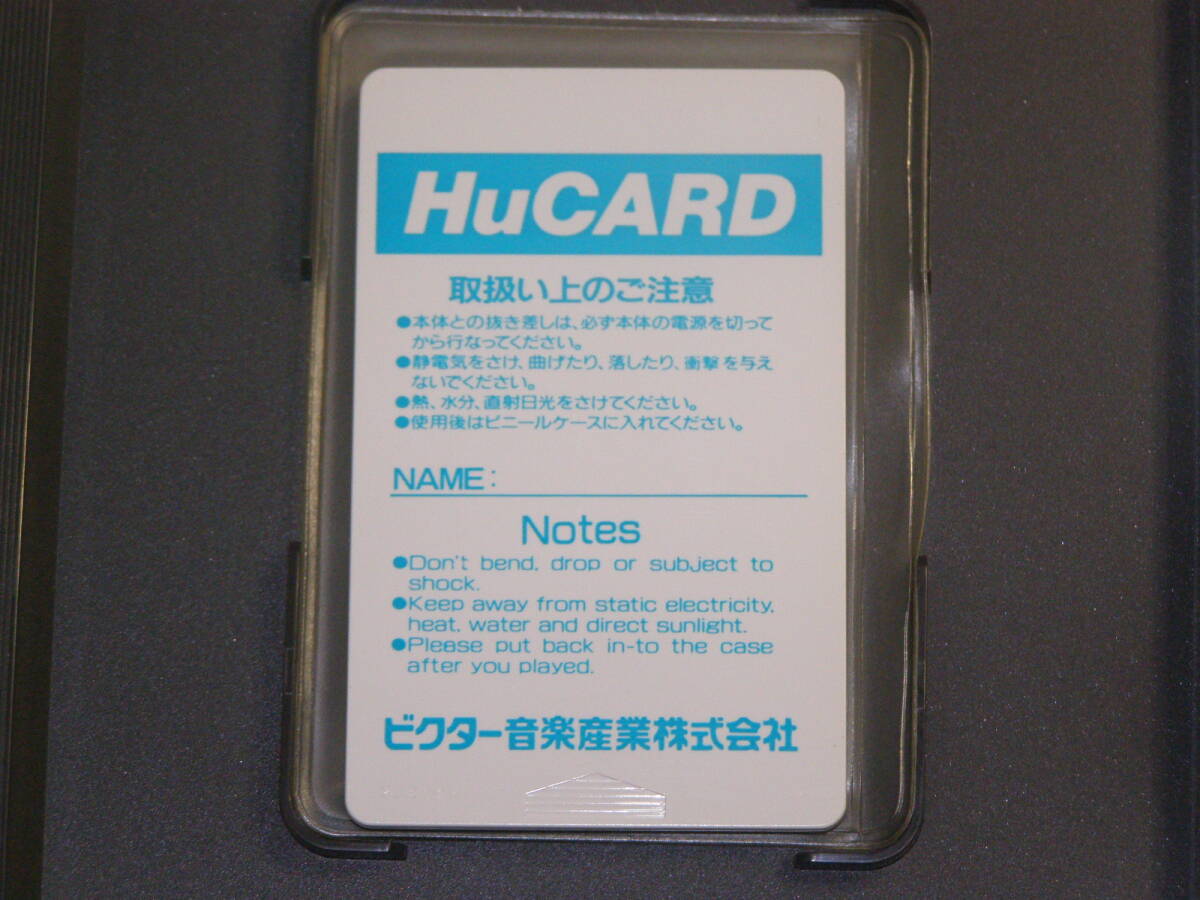 HuCARD
取扱い上のご注意
●本体との抜き差しは、必ず本体の電源を切って
から行なってください。
●静電気をさけ、曲げたり、落したり、衝撃を与え
ないでください。
●熱、水分、直射日光をさけてください。
●使用後はビニールケースに入れてください。
NAME:
Notes
●Don't bend, drop or subject to
shock.
●Keep away from static electricity,
heat, water and direct sunlight.
●Please put back in-to the case
after you played.
ビクター音楽産業株式会社